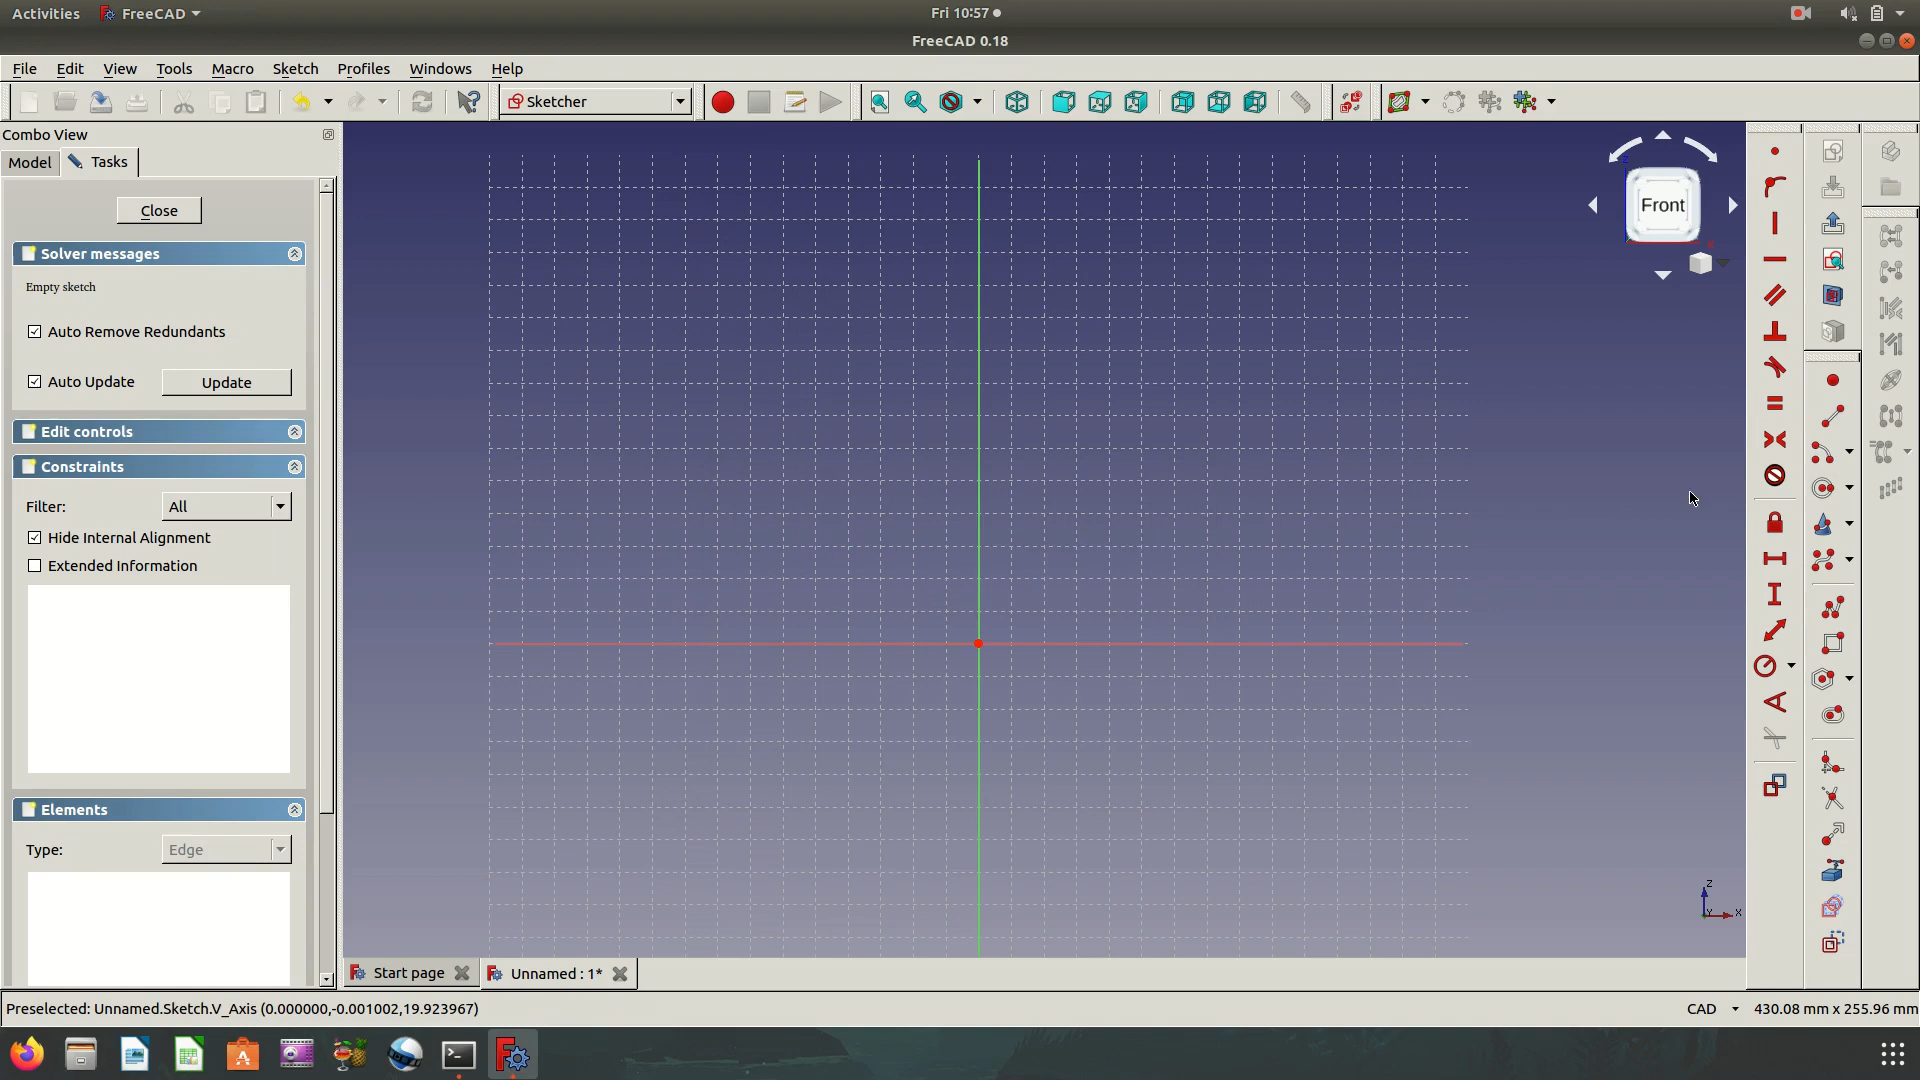 Activities FreeCAD Fri 10:57
FreeCAD 0.18
File Edit View Tools Macro Sketch Profiles Windows Help
Sketcher
Combo View
Model Tasks
Close
Solver messages
Empty sketch
Auto Remove Redundants
Auto Update Update
Edit controls
Constraints
Filter: All
Hide Internal Alignment
Extended Information
Elements
Type: Edge
Front
z
x
z
y
x
Start page Unnamed : 1*
Preselected: Unnamed.Sketch.V_Axis (0.000000,-0.001002,19.923967) CAD 430.08 mm x 255.96 mm